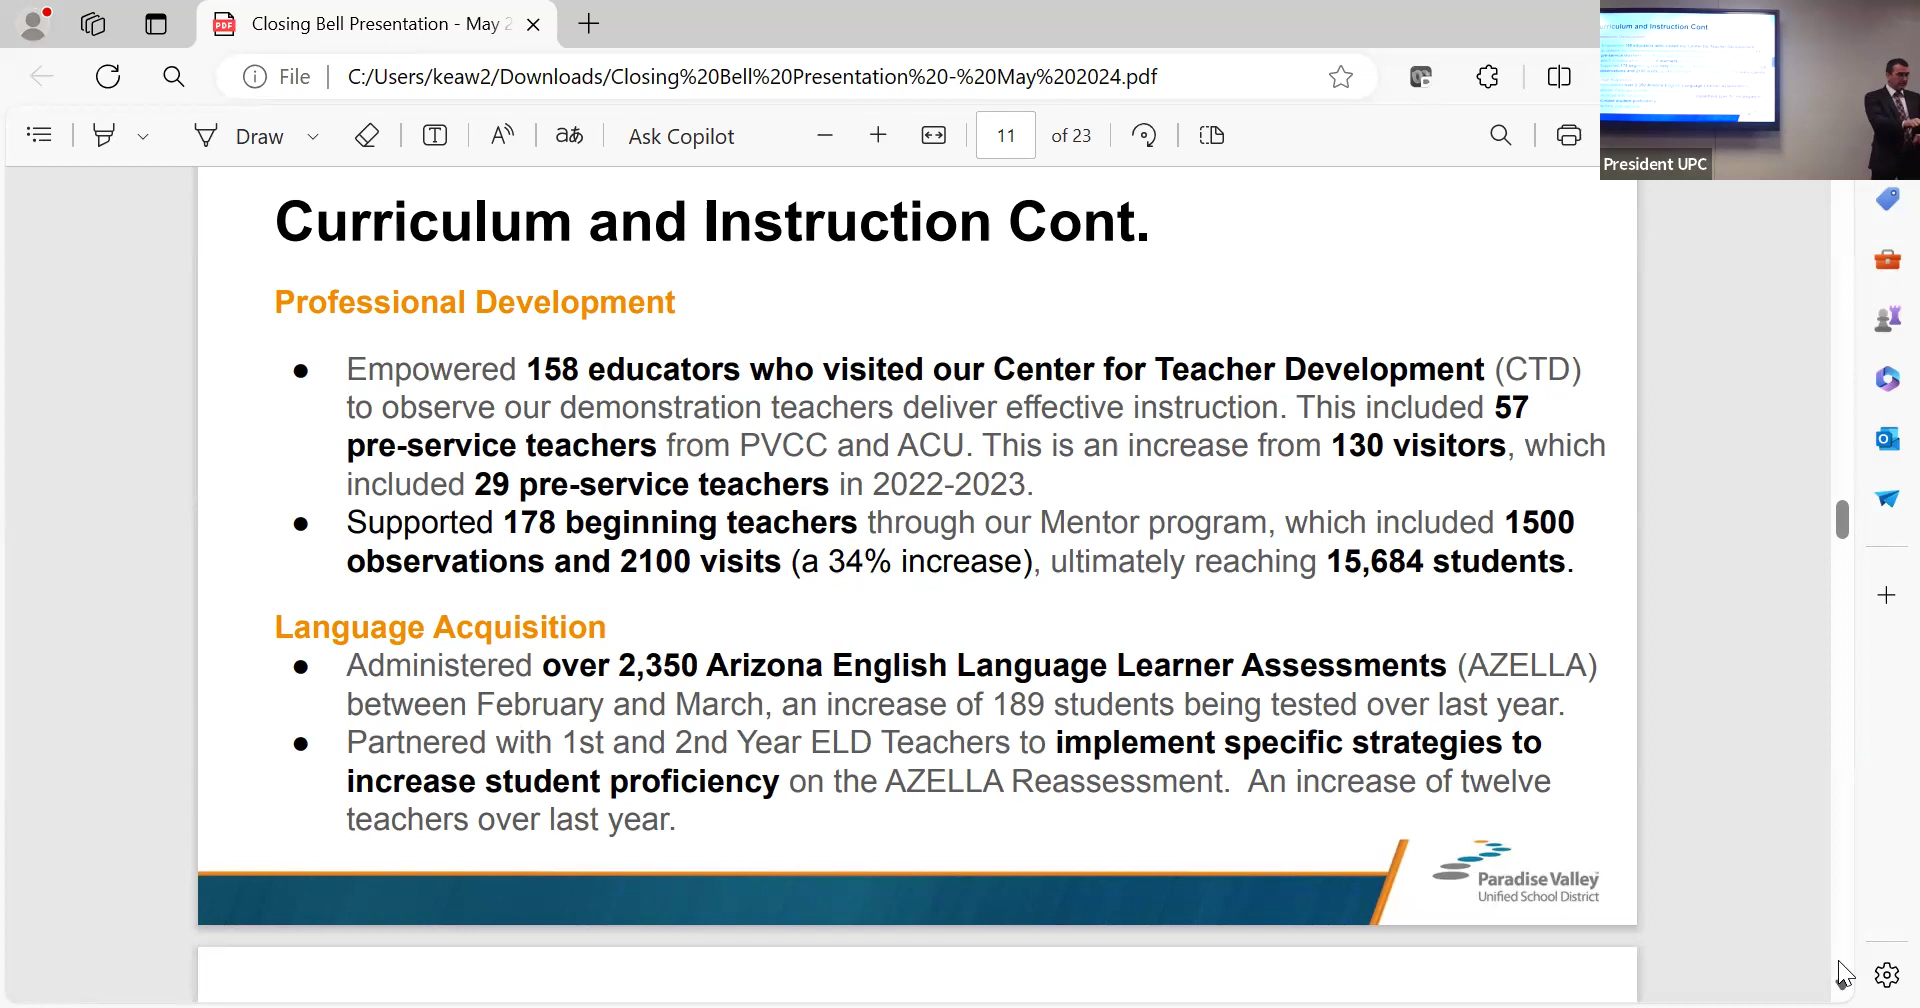 Closing Bell Presentation - May 2
File
C:/Users/keaw2/Downloads/Closing%20Bell%20Presentation%20-%20May%202024.pdf
Draw
Ask Copilot
11
of 23
President UPC
Curriculum and Instruction Cont.
Professional Development
● Empowered 158 educators who visited our Center for Teacher Development (CTD)
to observe our demonstration teachers deliver effective instruction. This included 57
pre-service teachers from PVCC and ACU. This is an increase from 130 visitors, which
included 29 pre-service teachers in 2022-2023.
● Supported 178 beginning teachers through our Mentor program, which included 1500
observations and 2100 visits (a 34% increase), ultimately reaching 15,684 students.
Language Acquisition
● Administered over 2,350 Arizona English Language Learner Assessments (AZELLA)
between February and March, an increase of 189 students being tested over last year.
● Partnered with 1st and 2nd Year ELD Teachers to implement specific strategies to
increase student proficiency on the AZELLA Reassessment. An increase of twelve
teachers over last year.
Paradise Valley
Unified School District